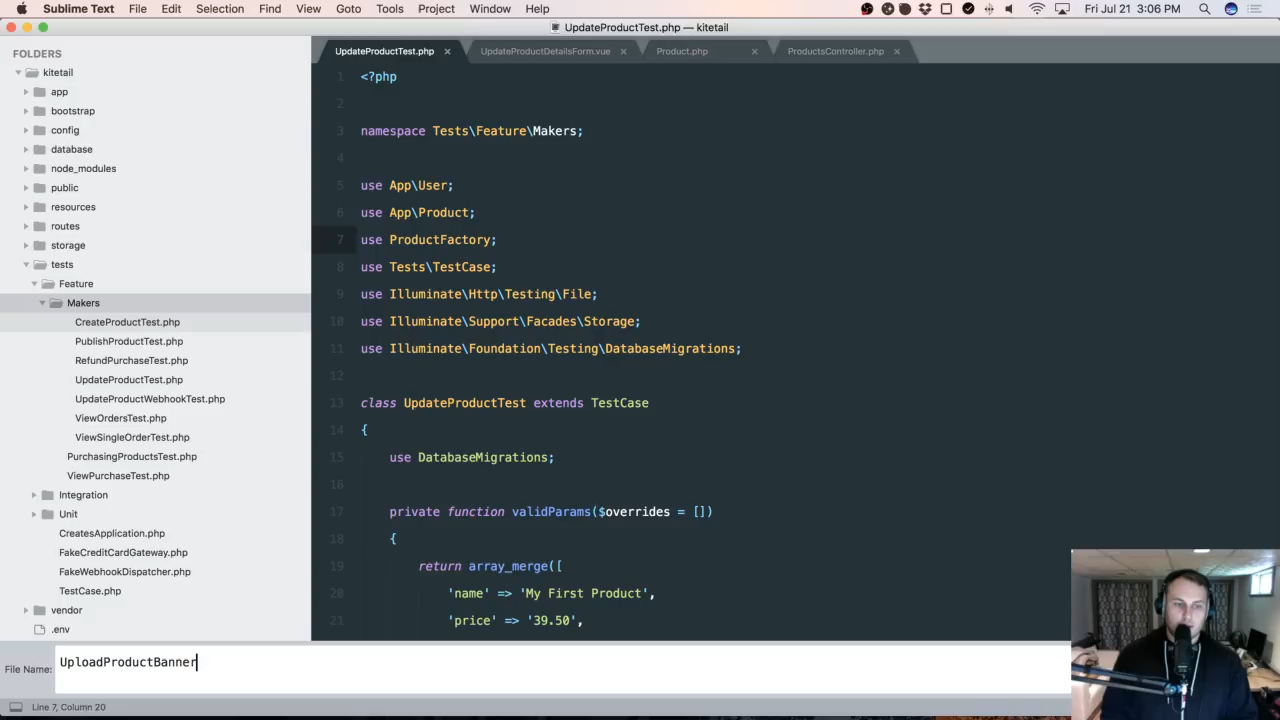 Sublime Text File Edit Selection Find View Goto Tools Project Window Help Fri Jul 21 3:06 PM
UpdateProductTest.php — kitetail
FOLDERS
kitetail
app
bootstrap
config
database
node_modules
public
resources
routes
storage
tests
Feature
Makers
CreateProductTest.php
PublishProductTest.php
RefundPurchaseTest.php
UpdateProductTest.php
UpdateProductWebhookTest.php
ViewOrdersTest.php
ViewSingleOrderTest.php
PurchasingProductsTest.php
ViewPurchaseTest.php
Integration
Unit
CreatesApplication.php
FakeCreditCardGateway.php
FakeWebhookDispatcher.php
TestCase.php
vendor
.env
UpdateProductTest.php × UpdateProductDetailsForm.vue × Product.php × ProductsController.php ×
1 <?php
2
3 namespace Tests\Feature\Makers;
4
5 use App\User;
6 use App\Product;
7 use ProductFactory;
8 use Tests\TestCase;
9 use Illuminate\Http\Testing\File;
10 use Illuminate\Support\Facades\Storage;
11 use Illuminate\Foundation\Testing\DatabaseMigrations;
12
13 class UpdateProductTest extends TestCase
14 {
15 use DatabaseMigrations;
16
17 private function validParams($overrides = [])
18 {
19 return array_merge([
20 'name' => 'My First Product',
21 'price' => '39.50',
File Name: UploadProductBanner
Line 7, Column 20